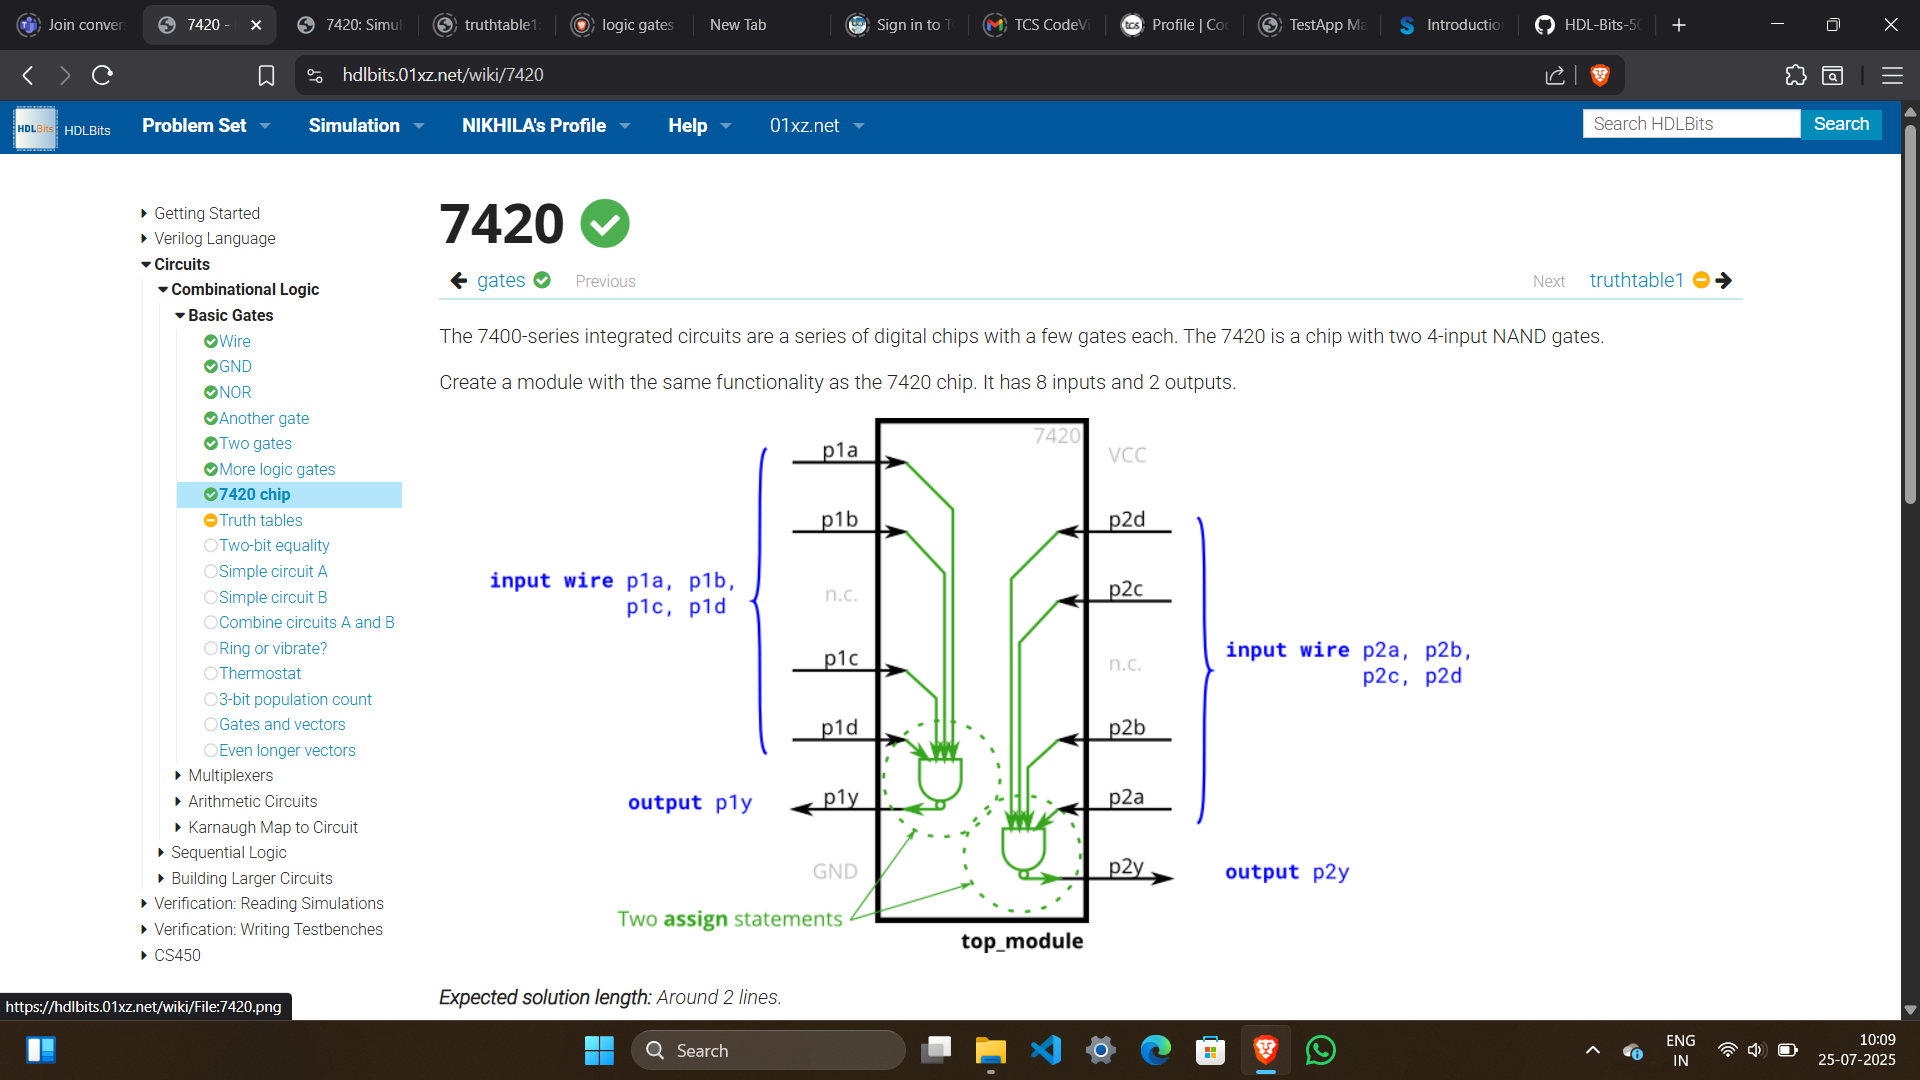 Join conver
7420 -
7420: Simul
truthtable1
logic gates
New Tab
Sign in to T
TCS CodeVi
Profile | Co
TestApp Ma
Introduction
HDL-Bits-50
hdlbits.01xz.net/wiki/7420
HDLBits
HDLBits
Problem Set
Simulation
NIKHILA's Profile
Help
01xz.net
Search HDLBits
Search
Getting Started
Verilog Language
Circuits
Combinational Logic
Basic Gates
Wire
GND
NOR
Another gate
Two gates
More logic gates
7420 chip
Truth tables
Two-bit equality
Simple circuit A
Simple circuit B
Combine circuits A and B
Ring or vibrate?
Thermostat
3-bit population count
Gates and vectors
Even longer vectors
Multiplexers
Arithmetic Circuits
Karnaugh Map to Circuit
Sequential Logic
Building Larger Circuits
Verification: Reading Simulations
Verification: Writing Testbenches
CS450
7420
gates
Previous
Next
truthtable1
The 7400-series integrated circuits are a series of digital chips with a few gates each. The 7420 is a chip with two 4-input NAND gates.
Create a module with the same functionality as the 7420 chip. It has 8 inputs and 2 outputs.
7420
p1a
VCC
p1b
p2d
input wire p1a, p1b,
p1c, p1d
n.c.
p2c
p1c
n.c.
input wire p2a, p2b,
p2c, p2d
p1d
p2b
output p1y
p1y
p2a
GND
p2y
output p2y
Two assign statements
top_module
Expected solution length: Around 2 lines.
https://hdlbits.01xz.net/wiki/File:7420.png
Search
ENG
IN
10:09
25-07-2025